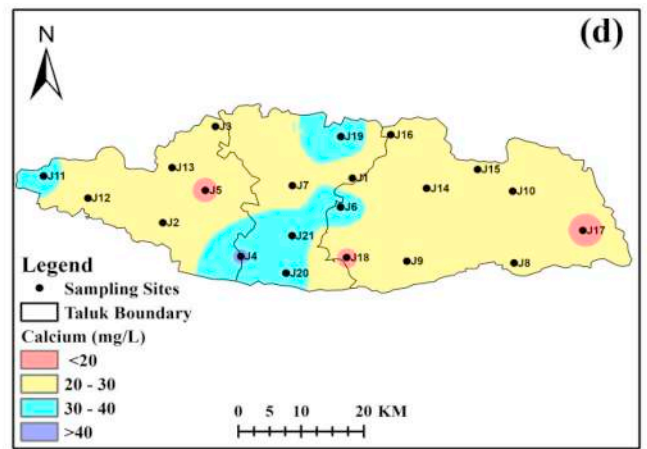 N
(d)
J3
J19
J16
J13
J1
J15
J11
J5
J7
J14
J10
J12
J6
J2
J21
J17
J4
J18
J9
J8
J20
Legend
Sampling Sites
Taluk Boundary
Calcium (mg/L)
<20
20 - 30
30 - 40
>40
0 5 10 20 KM